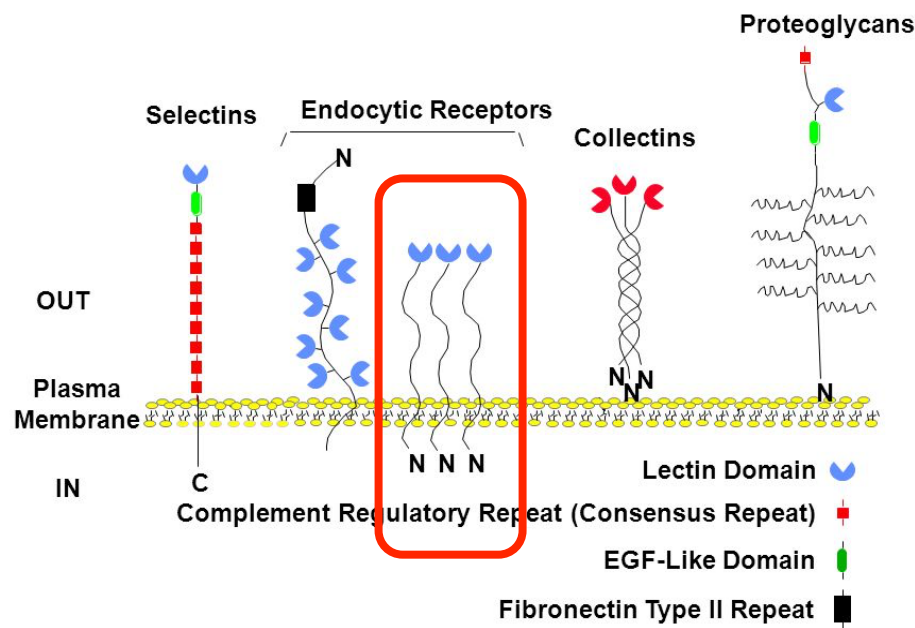 Proteoglycans
Endocytic Receptors
Selectins
Collectins
N
OUT
Plasma
Membrane
N N N
N
N
N
N
IN
C
N N N
Lectin Domain
Complement Regulatory Repeat (Consensus Repeat)
EGF-Like Domain
Fibronectin Type II Repeat